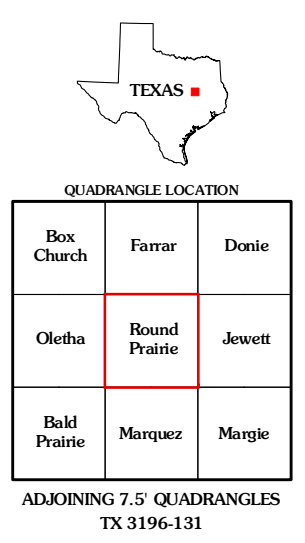 TEXAS
QUADRANGLE LOCATION
Box
Church
Farrar
Donie
Oletha
Round
Prairie
Jewett
Bald
Prairie
Marquez
Margie
ADJOINING 7.5' QUADRANGLES
TX 3196-131